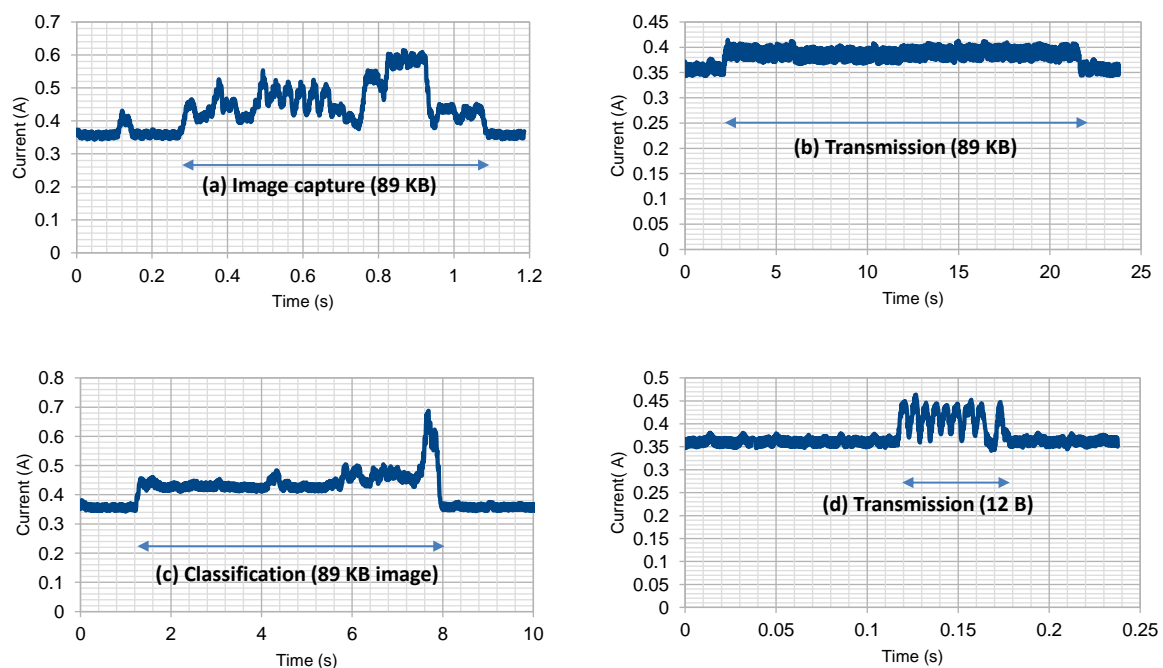 0.7
0.6
0.5
0.4
0.3
0.2
0.1
0
Current (A)
0 0.2 0.4 0.6 0.8 1 1.2
Time (s)
(a) Image capture (89 KB)
0.45
0.4
0.35
0.3
0.25
0.2
0.15
0.1
0.05
0
Current (A)
0 5 10 15 20 25
Time (s)
(b) Transmission (89 KB)
0.8
0.7
0.6
0.5
0.4
0.3
0.2
0.1
0
Current (A)
0 2 4 6 8 10
Time (s)
(c) Classification (89 KB image)
0.5
0.45
0.4
0.35
0.3
0.25
0.2
0.15
0.1
0.05
0
Current( A)
0 0.05 0.1 0.15 0.2 0.25
Time (s)
(d) Transmission (12 B)